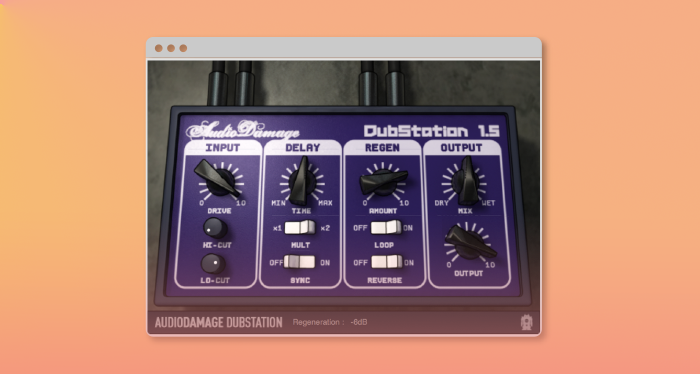 AudioDamage
DubStation 1.5
INPUT
0 10
DRIVE
HI-CUT
LO-CUT
DELAY
MIN MAX
TIME
x1 x2
MULT
OFF ON
SYNC
REGEN
0 10
AMOUNT
OFF ON
LOOP
OFF ON
REVERSE
OUTPUT
DRY WET
MIX
0 10
OUTPUT
AUDIODAMAGE DUBSTATION Regeneration : -6dB